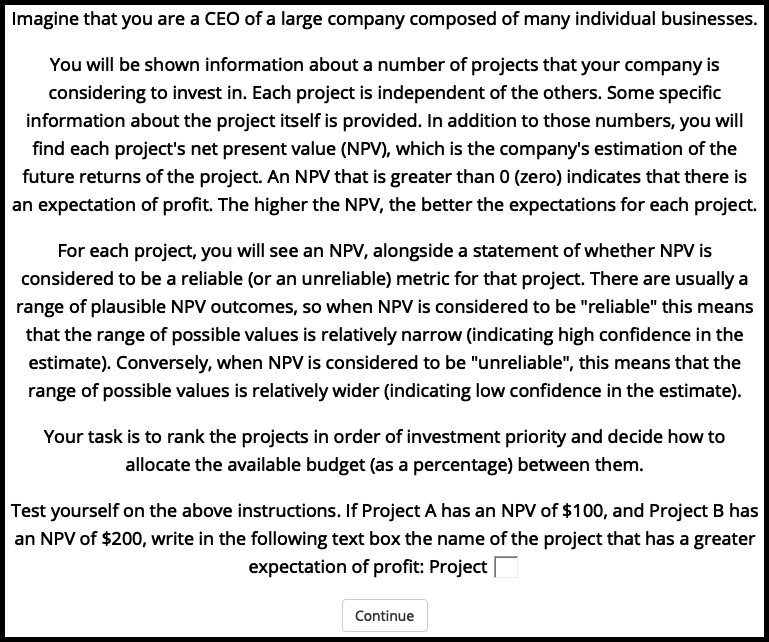 Imagine that you are a CEO of a large company composed of many individual businesses.
You will be shown information about a number of projects that your company is
considering to invest in. Each project is independent of the others. Some specific
information about the project itself is provided. In addition to those numbers, you will
find each project's net present value (NPV), which is the company's estimation of the
future returns of the project. An NPV that is greater than 0 (zero) indicates that there is
an expectation of profit. The higher the NPV, the better the expectations for each project.
For each project, you will see an NPV, alongside a statement of whether NPV is
considered to be a reliable (or an unreliable) metric for that project. There are usually a
range of plausible NPV outcomes, so when NPV is considered to be "reliable" this means
that the range of possible values is relatively narrow (indicating high confidence in the
estimate). Conversely, when NPV is considered to be "unreliable", this means that the
range of possible values is relatively wider (indicating low confidence in the estimate).
Your task is to rank the projects in order of investment priority and decide how to
allocate the available budget (as a percentage) between them.
Test yourself on the above instructions. If Project A has an NPV of $100, and Project B has
an NPV of $200, write in the following text box the name of the project that has a greater
expectation of profit: Project
Continue